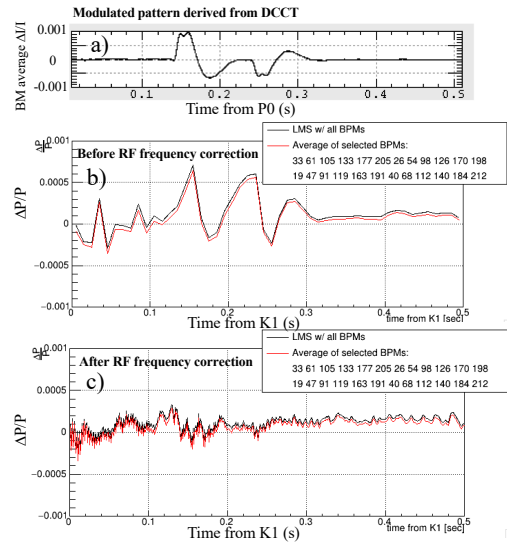 Modulated pattern derived from DCCT
BM average ΔI/I
0.001
0
-0.001
a)
0.1 0.2 0.3 0.4 0.5
Time from P0 (s)
LMS w/ all BPMs
Average of selected BPMs:
33 61 105 133 177 205 26 54 98 126 170 198
19 47 91 119 163 191 40 68 112 140 184 212
ΔP/P
ΔP
P
0.001
Before RF frequency correction
b)
0.0005
0
−0.0005
−0.001
0 0.1 0.2 0.3 0.4 0.5
Time from K1 (s)
time from K1 [sec]
LMS w/ all BPMs
Average of selected BPMs:
33 61 105 133 177 205 26 54 98 126 170 198
19 47 91 119 163 191 40 68 112 140 184 212
ΔP/P
ΔP
P
0.001
After RF frequency correction
c)
0.0005
0
−0.0005
−0.001
0 0.1 0.2 0.3 0.4 0.5
Time from K1 (s)
time from K1 [sec]